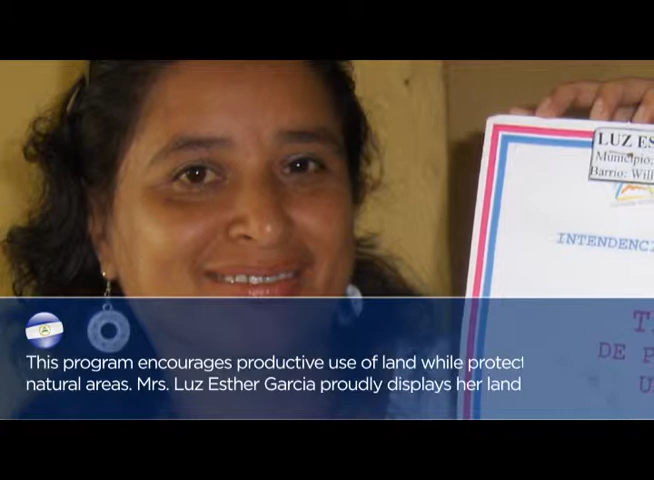 LUZ ES
Municipio:
Barrio: Will
INTENDENCI
T
DE P
U
This program encourages productive use of land while protect
natural areas. Mrs. Luz Esther Garcia proudly displays her land